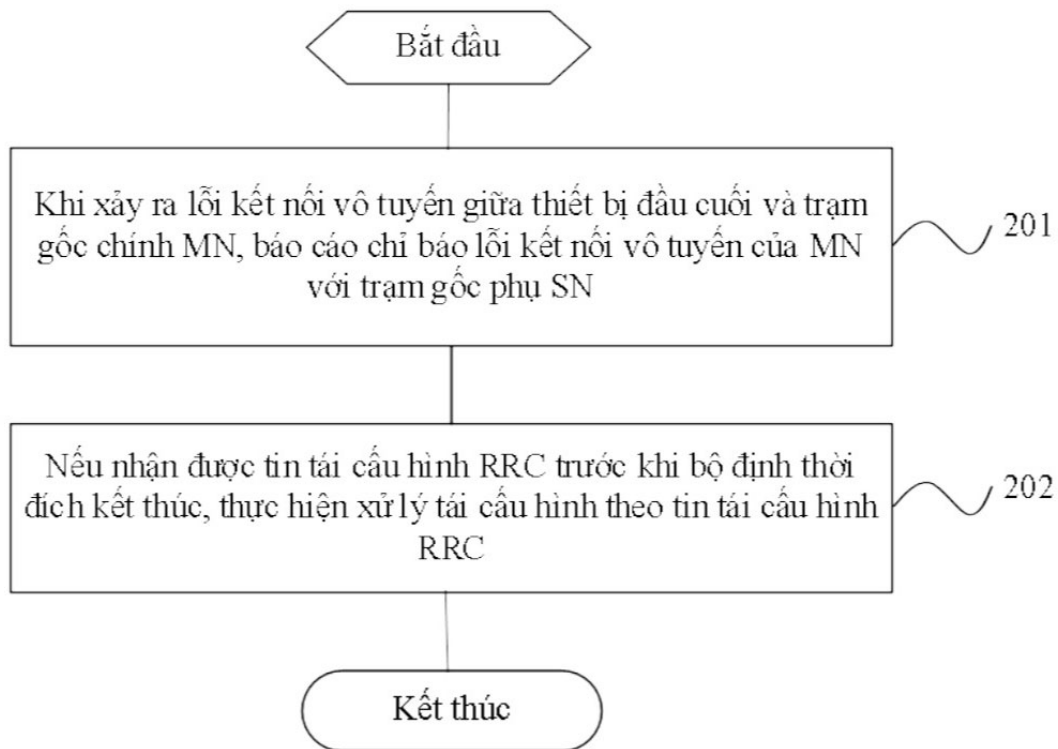 Bắt đầu
Khi xảy ra lỗi kết nối vô tuyến giữa thiết bị đầu cuối và trạm
gốc chính MN, báo cáo chỉ báo lỗi kết nối vô tuyến của MN
với trạm gốc phụ SN
201
Nếu nhận được tin tái cấu hình RRC trước khi bộ định thời
đích kết thúc, thực hiện xử lý tái cấu hình theo tin tái cấu hình
RRC
202
Kết thúc